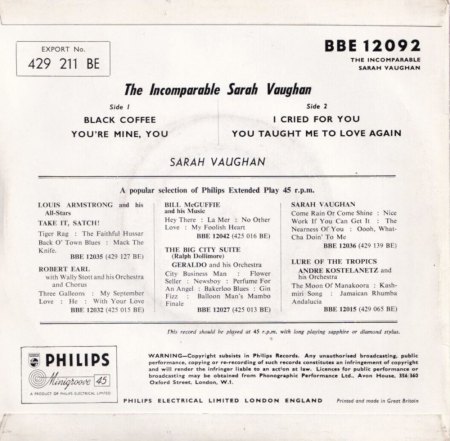 EXPORT No.
429 211 BE
BBE 12092
THE INCOMPARABLE
SARAH VAUGHAN
The Incomparable Sarah Vaughan
Side 1
BLACK COFFEE
YOU'RE MINE, YOU
Side 2
I CRIED FOR YOU
YOU TAUGHT ME TO LOVE AGAIN
SARAH VAUGHAN
A popular selection of Philips Extended Play 45 r.p.m.
LOUIS ARMSTRONG and his
All-Stars
TAKE IT, SATCH!
Tiger Rag : The Faithful Hussar
Back O' Town Blues : Mack The
Knife.
BBE 12035 (429 127 BE)
ROBERT EARL
with Wally Stott and his Orchestra
and Chorus
Three Galleons : My September
Love : He : With Your Love
BBE 12032 (425 015 BE)
BILL McGUFFIE
and his Music
Hey There : La Mer : No Other
Love : My Foolish Heart
BBE 12042 (425 016 BE)
THE BIG CITY SUITE
(Ralph Dollimore)
GERALDO and his Orchestra
City Business Man : Flower
Seller : Newsboy : Perfume For
An Angel : Bakerloo Blues : Gin
Fizz : Balloon Man's Mambo
Finale
BBE 12027 (425 013 BE)
SARAH VAUGHAN
Come Rain Or Come Shine : Nice
Work If You Can Get It : The
Nearness Of You : Oooh, What-
Cha Doin' To Me
BBE 12036 (429 139 BE)
LURE OF THE TROPICS
ANDRE KOSTELANETZ and
his Orchestra
The Moon Of Manakoora : Kash-
miri Song : Jamaican Rhumba
Andalucia
BBE 12015 (429 065 BE)
This record should be played at 45 r.p.m. with long playing sapphire or diamond stylus.
PHILIPS
Minigroove 45
A PRODUCT OF PHILIPS ELECTRICAL LIMITED
WARNING—Copyright subsists in Philips Records. Any unauthorised broadcasting, public
performance, copying or re-recording of such records constitutes an infringement of copyright
and will render the infringer liable to an action at law. Licences for public performance or
broadcasting may be obtained from Phonographic Performance Ltd., Avon House, 356-360
Oxford Street, London, W.1.
PHILIPS ELECTRICAL LIMITED LONDON ENGLAND
Printed and made in Great Britain